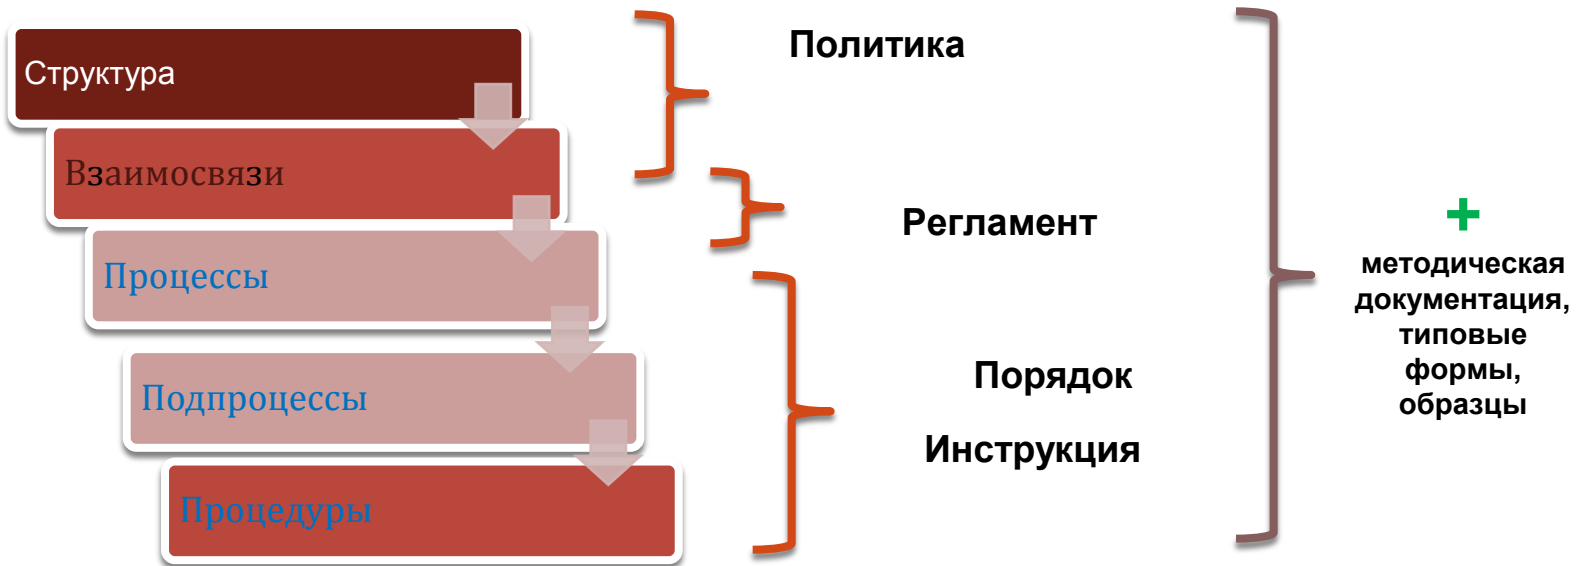 Структура
Взаимосвязи
Процессы
Подпроцессы
Процедуры
Политика
Регламент
Порядок
Инструкция
+
методическая
документация,
типовые
формы,
образцы